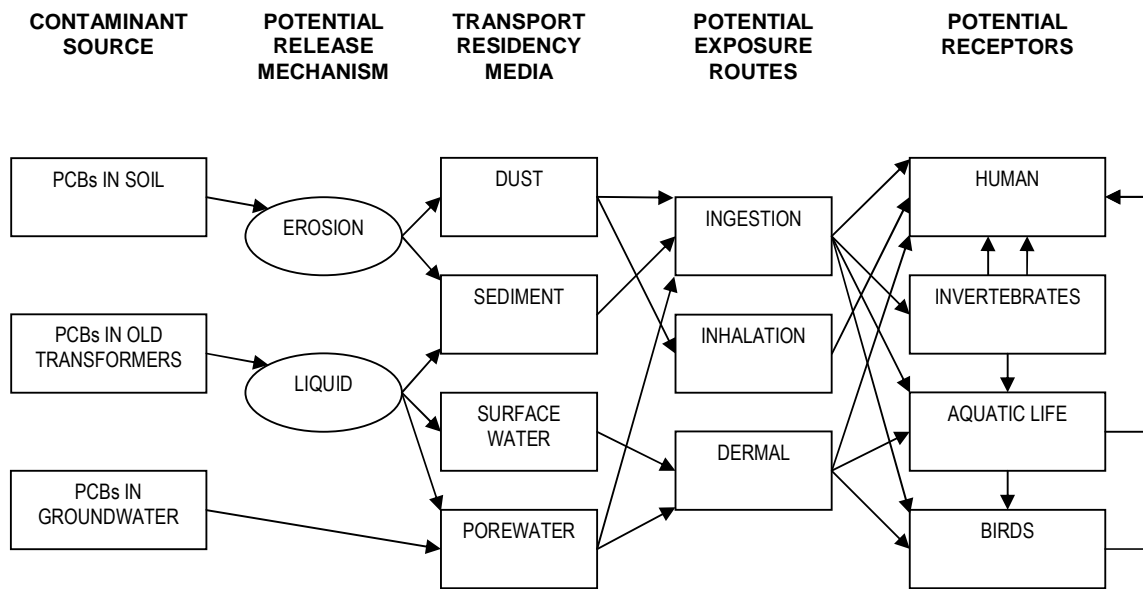 CONTAMINANT
SOURCE
POTENTIAL
RELEASE
MECHANISM
TRANSPORT
RESIDENCY
MEDIA
POTENTIAL
EXPOSURE
ROUTES
POTENTIAL
RECEPTORS
PCBs IN SOIL
PCBs IN OLD
TRANSFORMERS
PCBs IN
GROUNDWATER
EROSION
LIQUID
DUST
SEDIMENT
SURFACE
WATER
POREWATER
INGESTION
INHALATION
DERMAL
HUMAN
INVERTEBRATES
AQUATIC LIFE
BIRDS